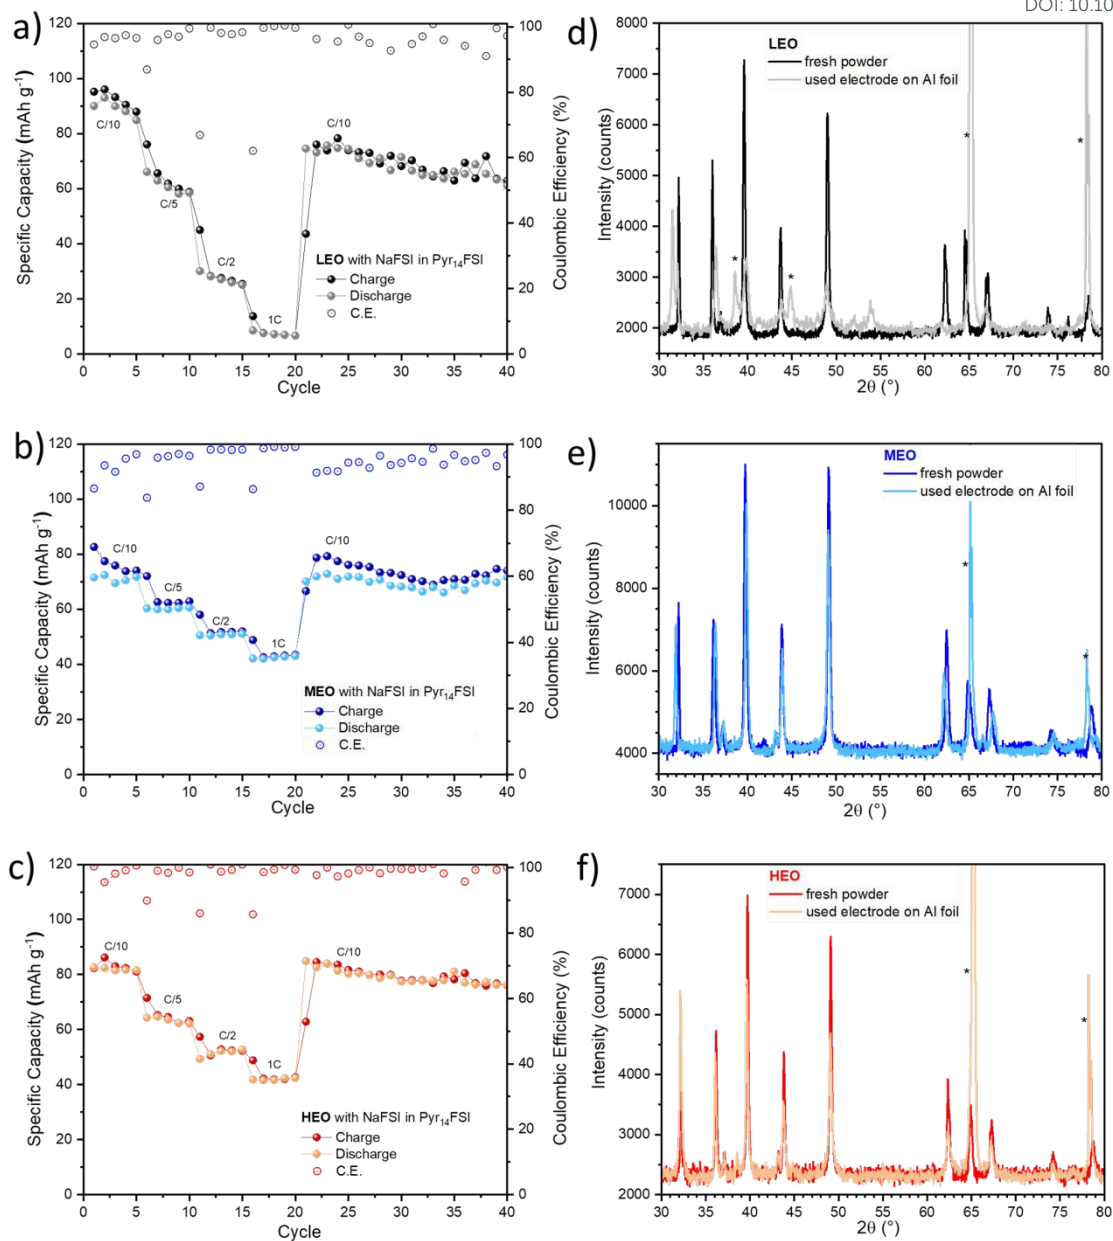 DOI: 10.10
a)
120
100
80
60
40
20
0
Specific Capacity (mAh g⁻¹)
C/10
C/5
C/2
1C
C/10
LEO with NaFSI in Pyr₁₄FSI
Charge
Discharge
C.E.
100
80
60
40
20
0
Coulombic Efficiency (%)
0 5 10 15 20 25 30 35 40
Cycle
d)
8000
7000
6000
5000
4000
3000
2000
Intensity (counts)
LEO
fresh powder
used electrode on Al foil
*
*
*
*
30 35 40 45 50 55 60 65 70 75 80
2θ (°)
b)
120
100
80
60
40
20
0
Specific Capacity (mAh g⁻¹)
C/10
C/5
C/2
1C
C/10
MEO with NaFSI in Pyr₁₄FSI
Charge
Discharge
C.E.
100
80
60
40
20
0
Coulombic Efficiency (%)
0 5 10 15 20 25 30 35 40
Cycle
e)
10000
8000
6000
4000
Intensity (counts)
MEO
fresh powder
used electrode on Al foil
*
*
30 35 40 45 50 55 60 65 70 75 80
2θ (°)
c)
120
100
80
60
40
20
0
Specific Capacity (mAh g⁻¹)
C/10
C/5
C/2
1C
C/10
HEO with NaFSI in Pyr₁₄FSI
Charge
Discharge
C.E.
100
80
60
40
20
0
Coulombic Efficiency (%)
0 5 10 15 20 25 30 35 40
Cycle
f)
7000
6000
5000
4000
3000
2000
Intensity (counts)
HEO
fresh powder
used electrode on Al foil
*
*
30 35 40 45 50 55 60 65 70 75 80
2θ (°)